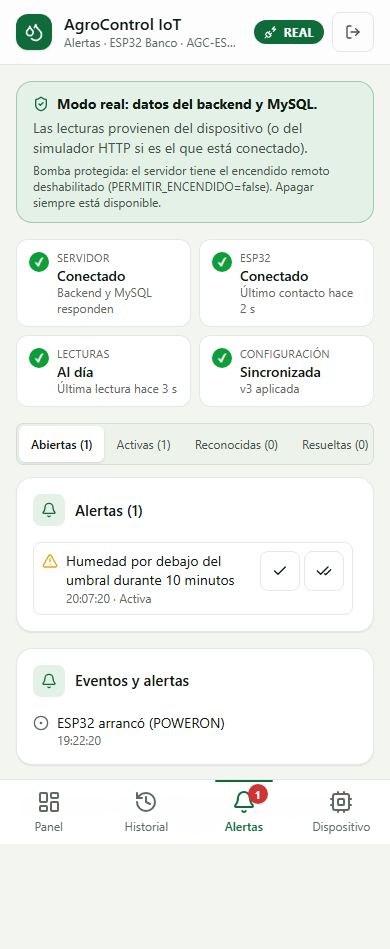 AgroControl IoT
Alertas · ESP32 Banco · AGC-ES...
REAL
Modo real: datos del backend y MySQL.
Las lecturas provienen del dispositivo (o del
simulador HTTP si es el que está conectado).
Bomba protegida: el servidor tiene el encendido remoto
deshabilitado (PERMITIR_ENCENDIDO=false). Apagar
siempre está disponible.
SERVIDOR
Conectado
Backend y MySQL
responden
ESP32
Conectado
Último contacto hace
2 s
LECTURAS
Al día
Última lectura hace 3 s
CONFIGURACIÓN
Sincronizada
v3 aplicada
Abiertas (1)
Activas (1)
Reconocidas (0)
Resueltas (0)
Alertas (1)
Humedad por debajo del
umbral durante 10 minutos
20:07:20 · Activa
Eventos y alertas
ESP32 arrancó (POWERON)
19:22:20
1
Panel
Historial
Alertas
Dispositivo